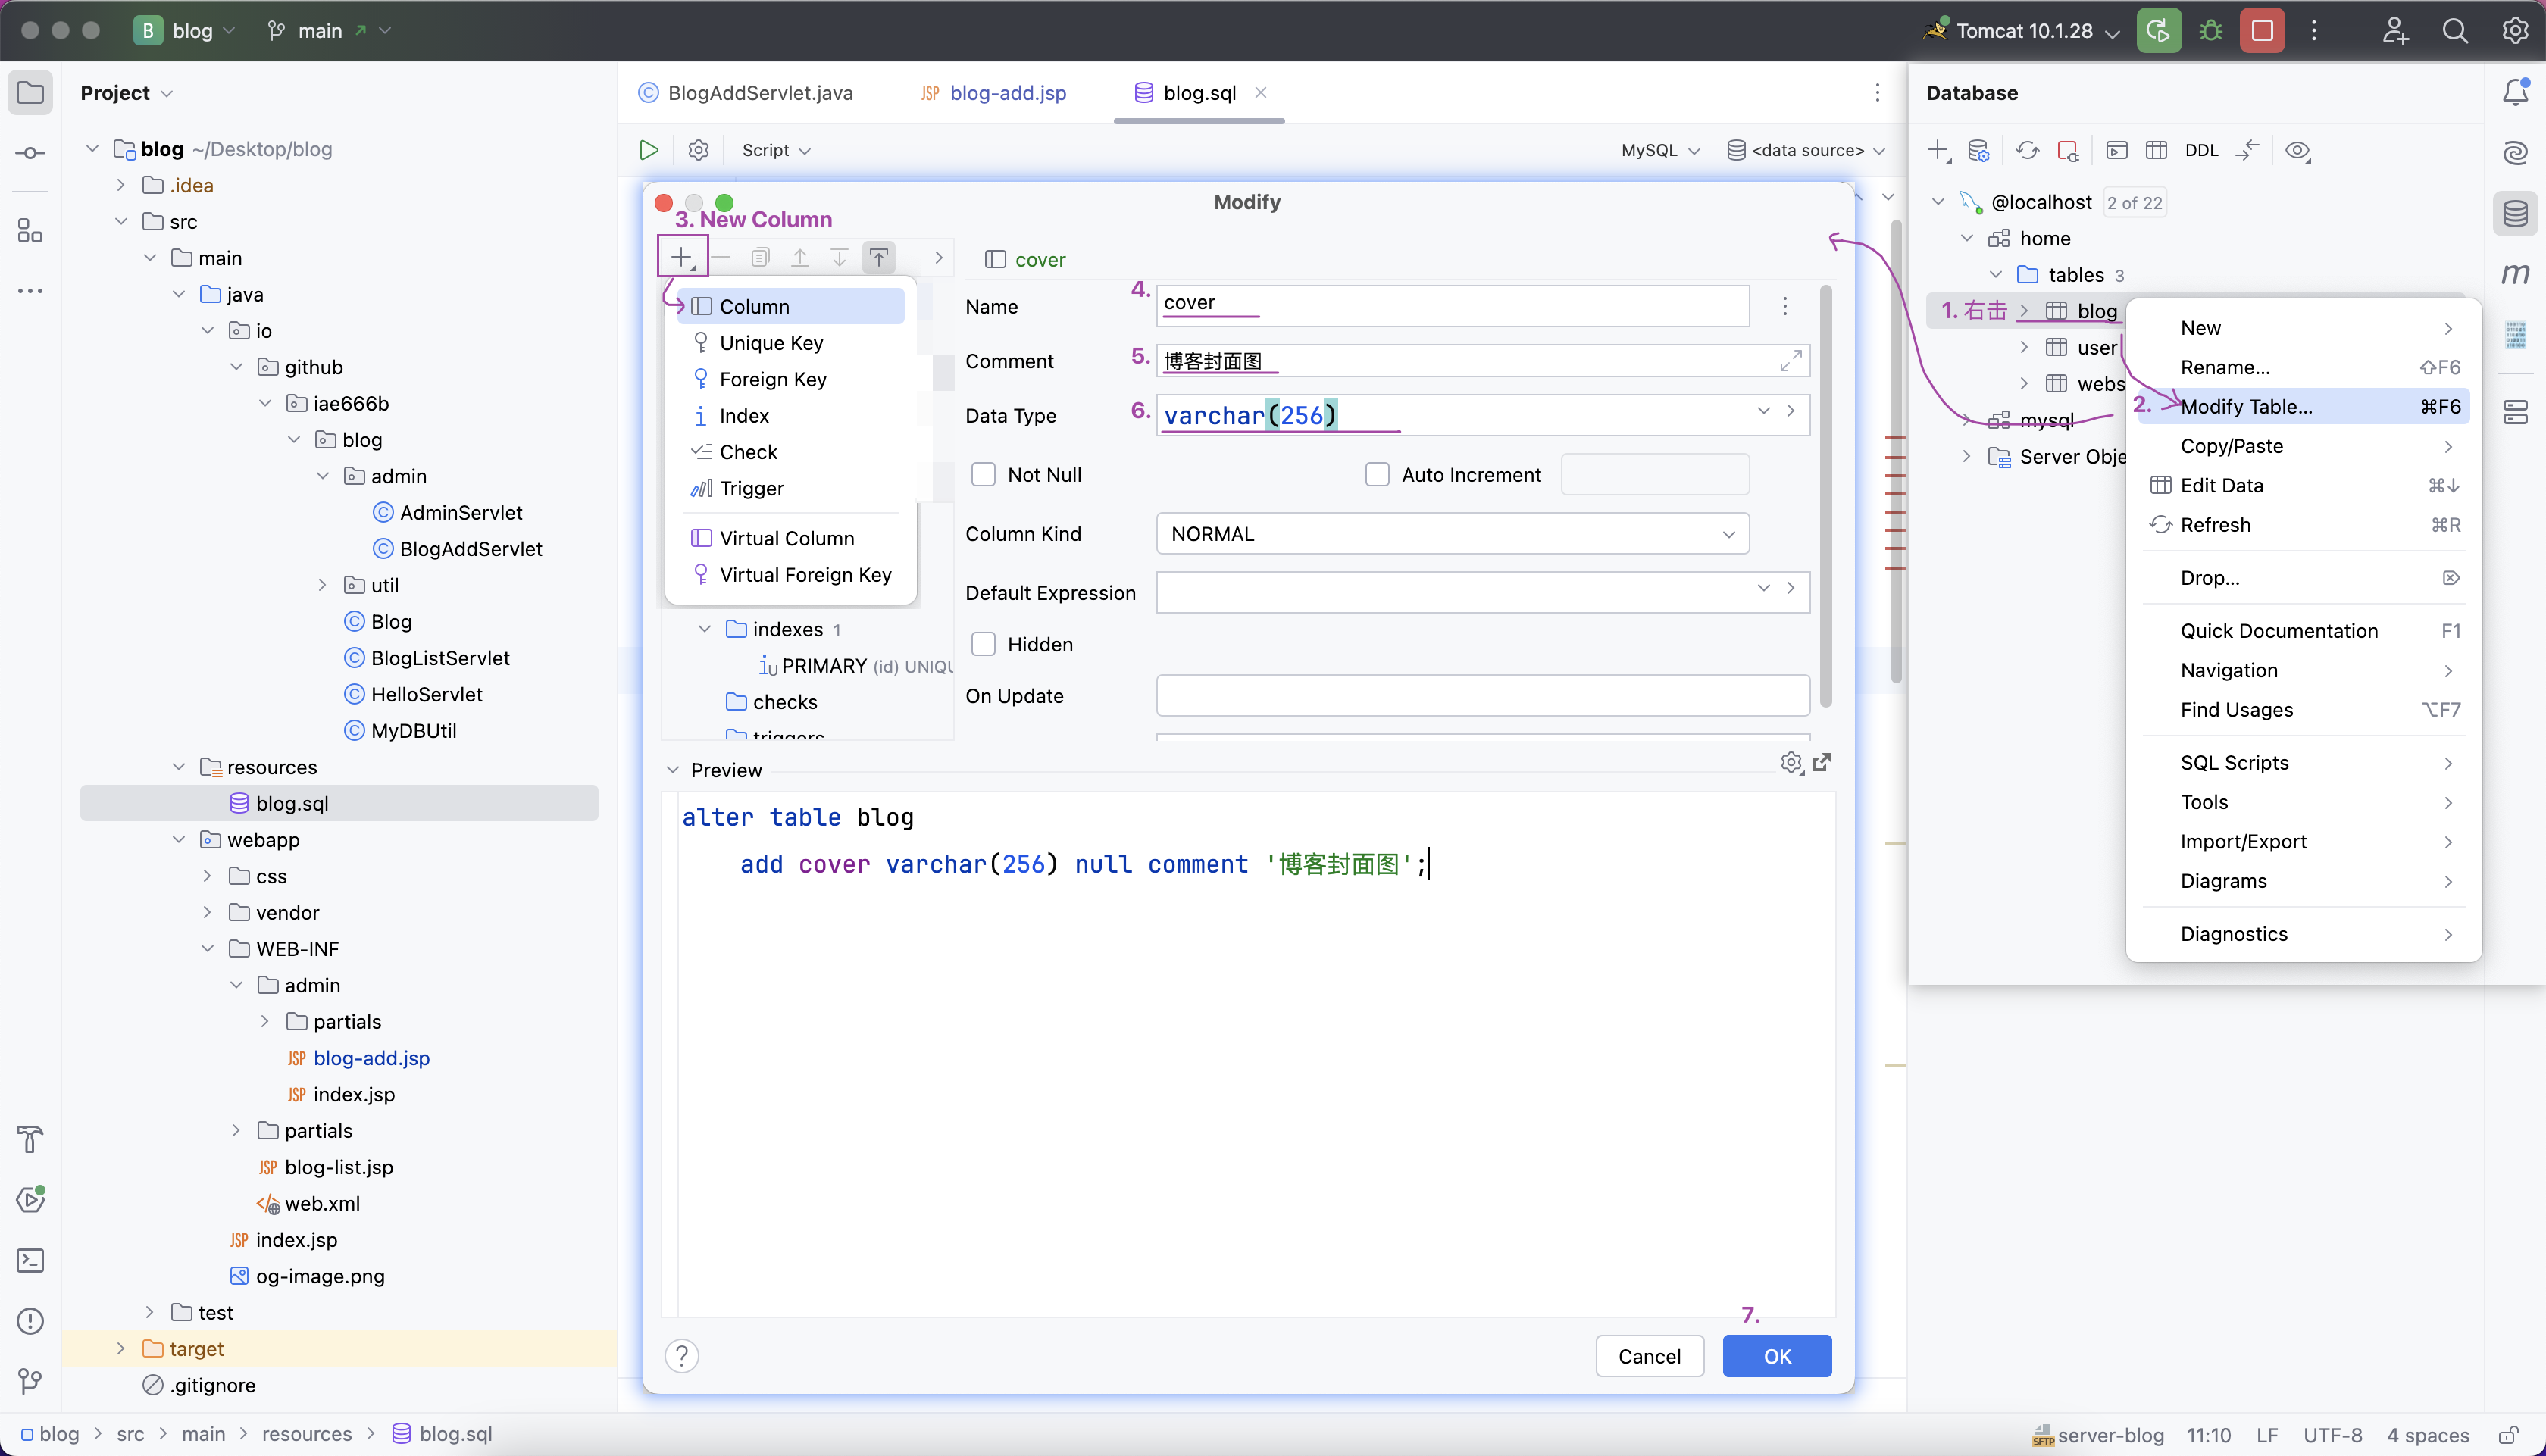 B blog main Tomcat 10.1.28
Project
blog ~/Desktop/blog
.idea
src
main
java
io
github
iae666b
blog
admin
AdminServlet
BlogAddServlet
util
Blog
BlogListServlet
HelloServlet
MyDBUtil
resources
blog.sql
webapp
css
vendor
WEB-INF
admin
partials
JSP blog-add.jsp
JSP index.jsp
partials
JSP blog-list.jsp
web.xml
JSP index.jsp
og-image.png
test
target
.gitignore
BlogAddServlet.java JSP blog-add.jsp blog.sql
Script MySQL <data source>
Modify
3. New Column
cover
Column
Unique Key
Foreign Key
Index
Check
Trigger
Virtual Column
Virtual Foreign Key
indexes 1
PRIMARY (id) UNIQU
checks
triggers
Name 4. cover
Comment 5. 博客封面图
Data Type 6. varchar(256)
Not Null Auto Increment
Column Kind NORMAL
Default Expression
Hidden
On Update
Preview
alter table blog
add cover varchar(256) null comment '博客封面图';
7.
? Cancel OK
Database
DDL
@localhost 2 of 22
home
tables 3
1. 右击 blog
user
webs
mysql
Server Obje
New
Rename... ⇧F6
2. Modify Table... ⌘F6
Copy/Paste
Edit Data ⌘↓
Refresh ⌘R
Drop... ⌦
Quick Documentation F1
Navigation
Find Usages ⌥F7
SQL Scripts
Tools
Import/Export
Diagrams
Diagnostics
m
blog > src > main > resources > blog.sql
SFTP server-blog 11:10 LF UTF-8 4 spaces